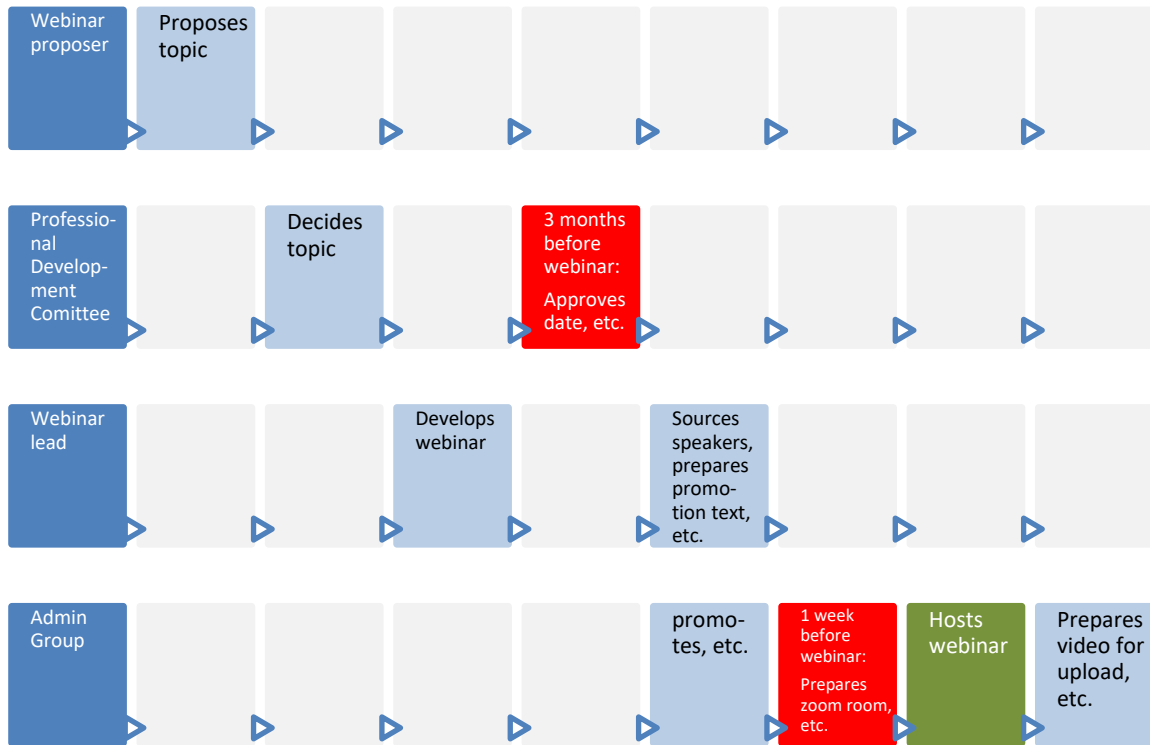 Webinar
proposer
Proposes
topic
Professio-
nal
Develop-
ment
Comittee
Decides
topic
3 months
before
webinar:
Approves
date, etc.
Webinar
lead
Develops
webinar
Sources
speakers,
prepares
promo-
tion text,
etc.
Admin
Group
promo-
tes, etc.
1 week
before
webinar:
Prepares
zoom room,
etc.
Hosts
webinar
Prepares
video for
upload,
etc.